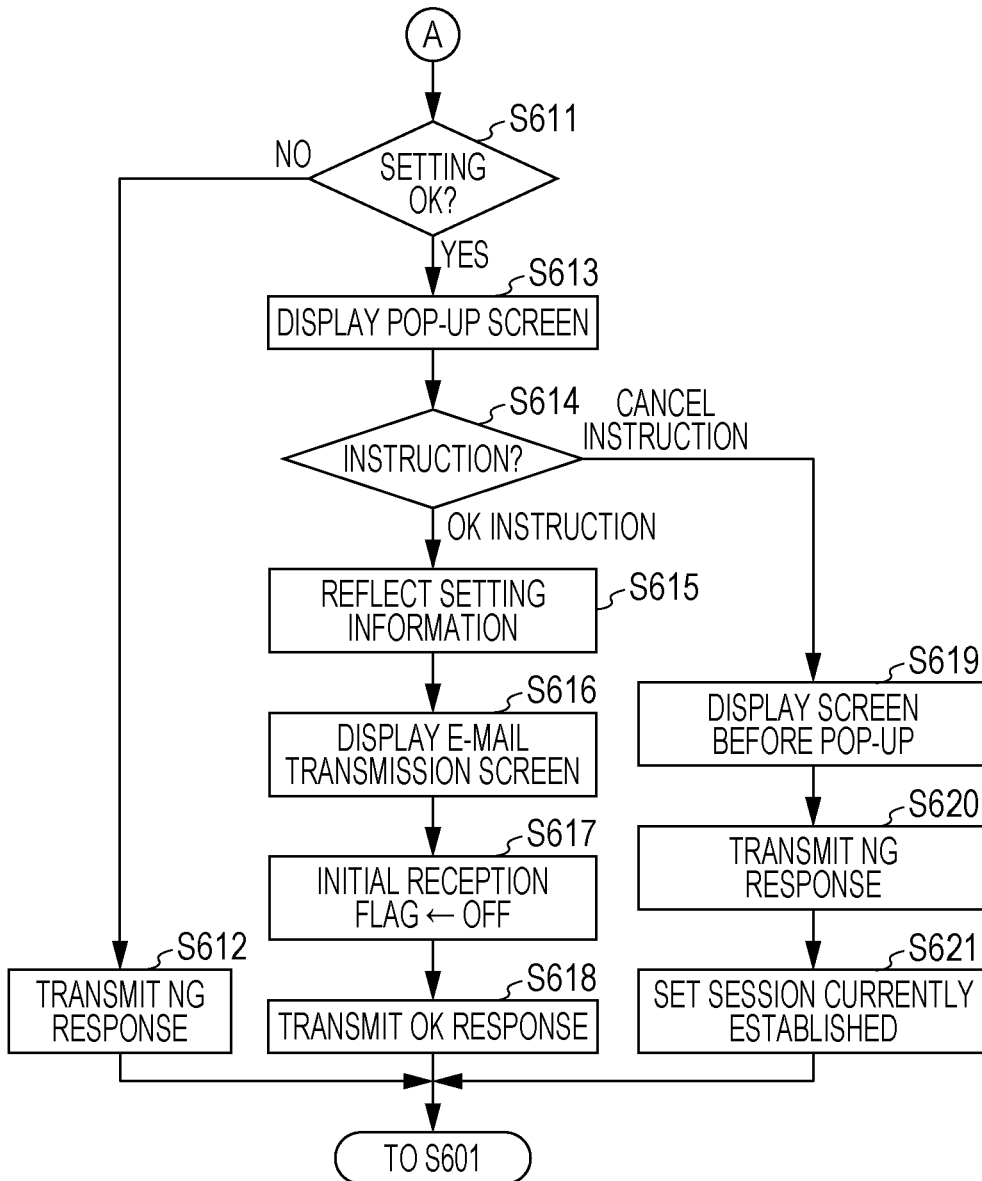 A
S611
NO
SETTING
OK?
YES
S613
DISPLAY POP-UP SCREEN
S614
CANCEL
INSTRUCTION
INSTRUCTION?
OK INSTRUCTION
REFLECT SETTING
INFORMATION
S615
S616
DISPLAY E-MAIL
TRANSMISSION SCREEN
S617
INITIAL RECEPTION
FLAG ← OFF
S618
TRANSMIT OK RESPONSE
S612
TRANSMIT NG
RESPONSE
S619
DISPLAY SCREEN
BEFORE POP-UP
S620
TRANSMIT NG
RESPONSE
S621
SET SESSION CURRENTLY
ESTABLISHED
TO S601